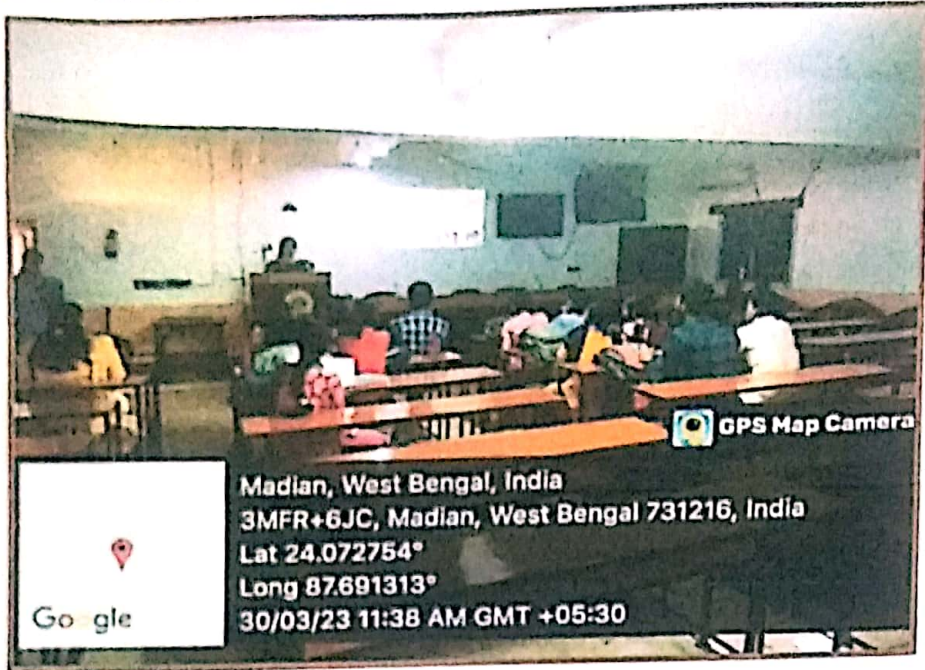 GPS Map Camera
Madian, West Bengal, India
3MFR+6JC, Madian, West Bengal 731216, India
Lat 24.072754°
Long 87.691313°
30/03/23 11:38 AM GMT +05:30
Google